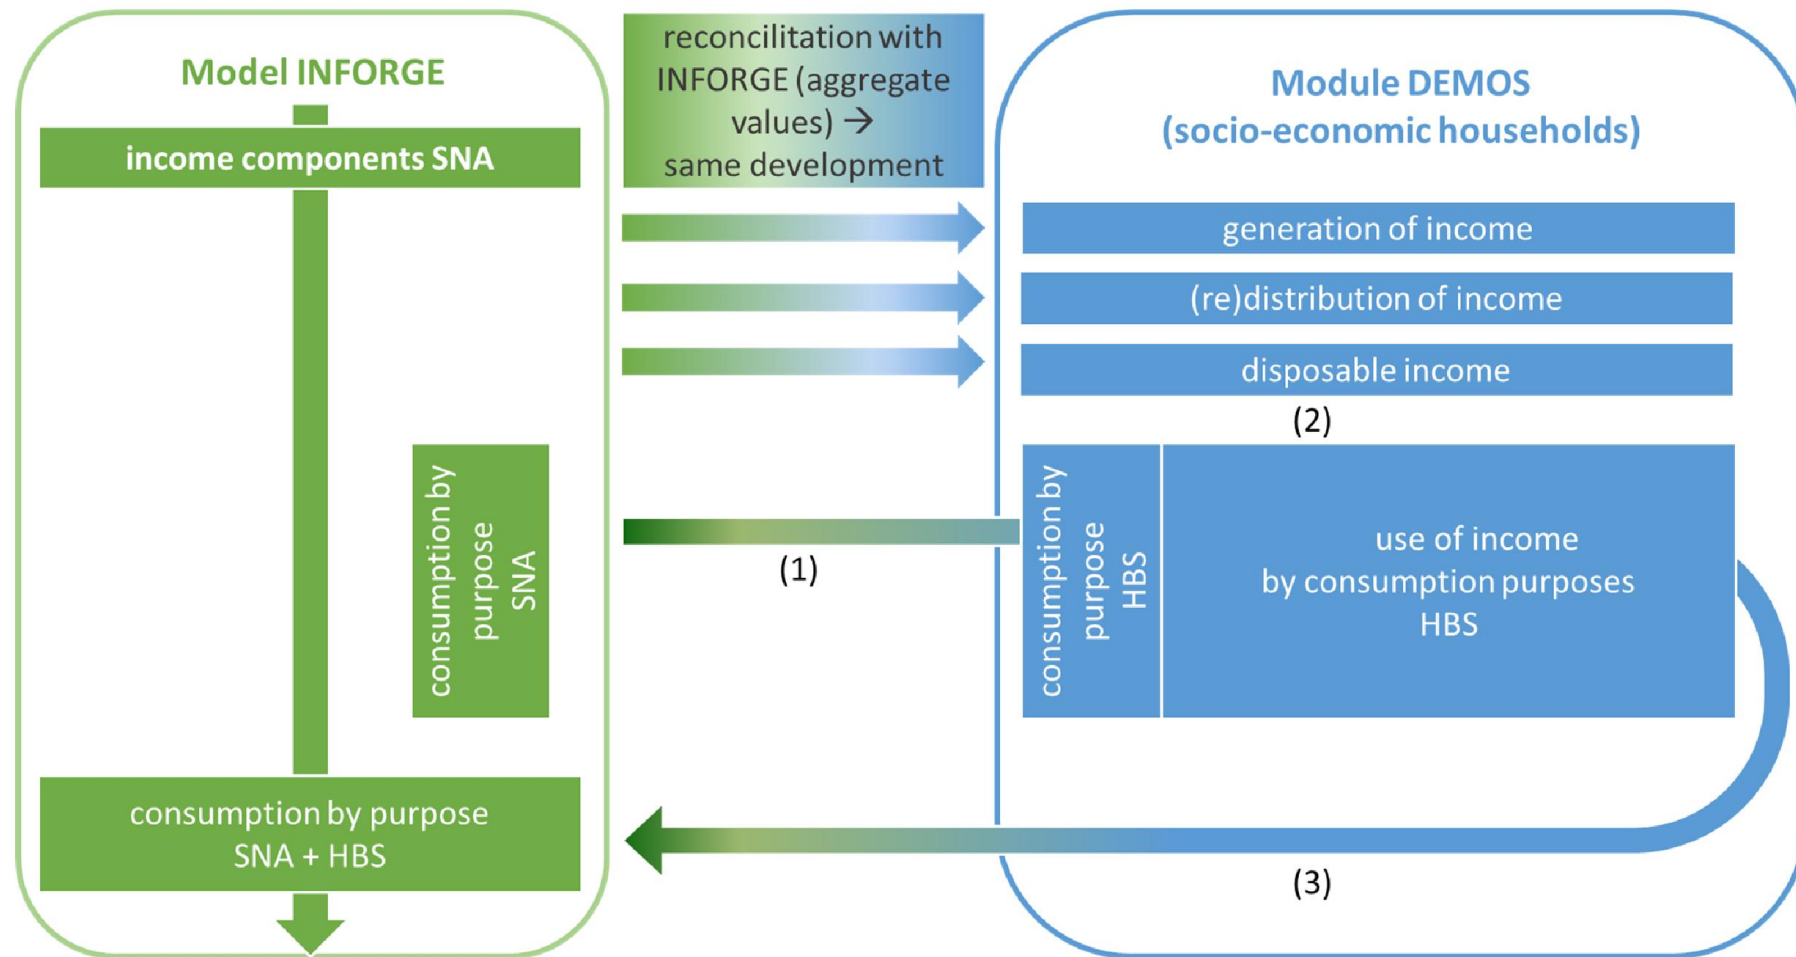 Model INFORGE
income components SNA
consumption by
purpose
SNA
consumption by purpose
SNA + HBS
reconcilitation with
INFORGE (aggregate
values) →
same development
(1)
Module DEMOS
(socio-economic households)
generation of income
(re)distribution of income
disposable income
(2)
consumption by
purpose
HBS
use of income
by consumption purposes
HBS
(3)